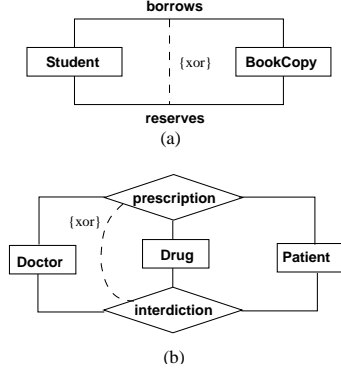 borrows
Student
{xor}
BookCopy
reserves
(a)
prescription
{xor}
Doctor
Drug
Patient
interdiction
(b)